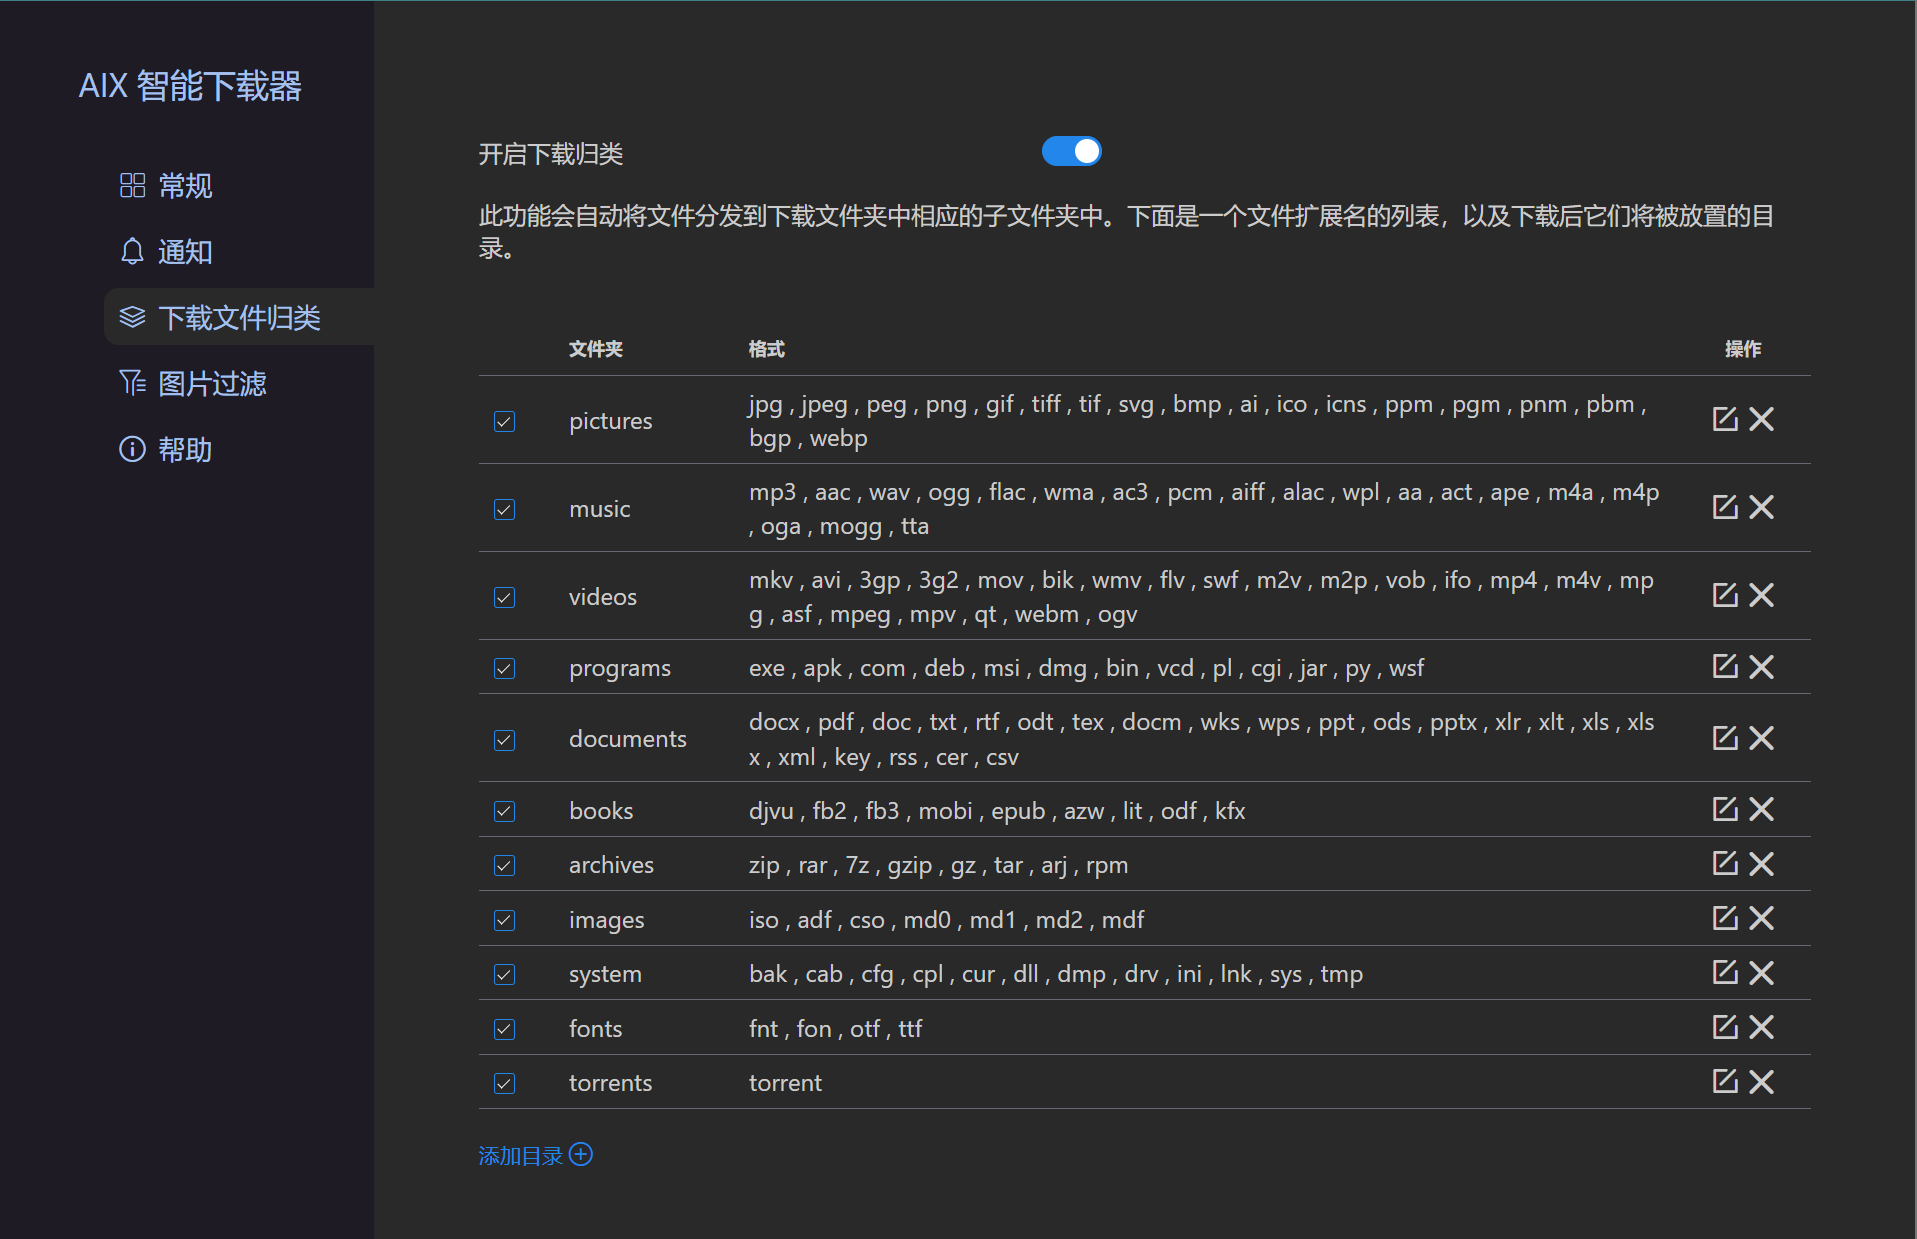 AIX 智能下载器
常规
通知
下载文件归类
图片过滤
帮助
开启下载归类
此功能会自动将文件分发到下载文件夹中相应的子文件夹中。下面是一个文件扩展名的列表，以及下载后它们将被放置的目
录。
文件夹 格式 操作
pictures jpg , jpeg , peg , png , gif , tiff , tif , svg , bmp , ai , ico , icns , ppm , pgm , pnm , pbm ,
bgp , webp
music mp3 , aac , wav , ogg , flac , wma , ac3 , pcm , aiff , alac , wpl , aa , act , ape , m4a , m4p
, oga , mogg , tta
videos mkv , avi , 3gp , 3g2 , mov , bik , wmv , flv , swf , m2v , m2p , vob , ifo , mp4 , m4v , mp
g , asf , mpeg , mpv , qt , webm , ogv
programs exe , apk , com , deb , msi , dmg , bin , vcd , pl , cgi , jar , py , wsf
documents docx , pdf , doc , txt , rtf , odt , tex , docm , wks , wps , ppt , ods , pptx , xlr , xlt , xls , xls
x , xml , key , rss , cer , csv
books djvu , fb2 , fb3 , mobi , epub , azw , lit , odf , kfx
archives zip , rar , 7z , gzip , gz , tar , arj , rpm
images iso , adf , cso , md0 , md1 , md2 , mdf
system bak , cab , cfg , cpl , cur , dll , dmp , drv , ini , lnk , sys , tmp
fonts fnt , fon , otf , ttf
torrents torrent
添加目录